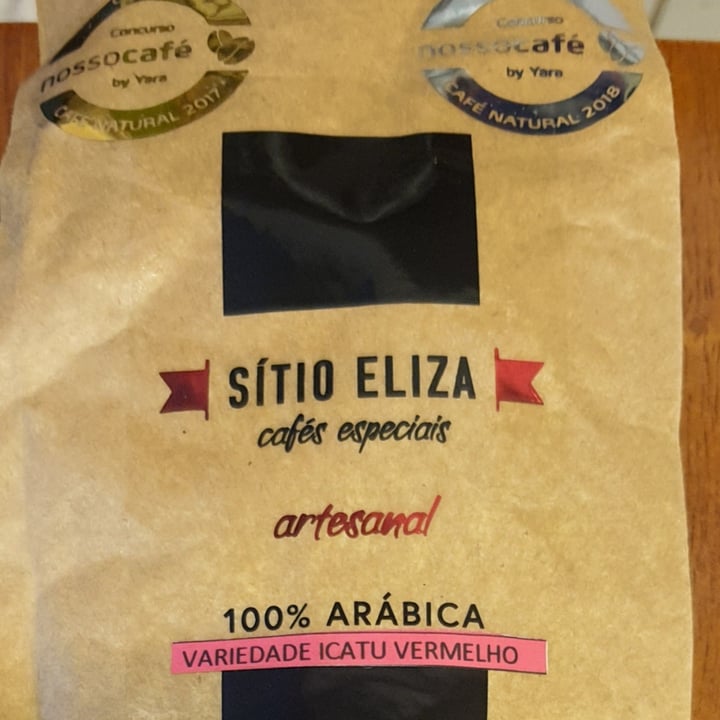 Concurso
nossocafé
by Yara
CAFÉ NATURAL 2017
Concurso
nossocafé
by Yara
CAFÉ NATURAL 2018
SÍTIO ELIZA
cafés especiais
artesanal
100% ARÁBICA
VARIEDADE ICATU VERMELHO